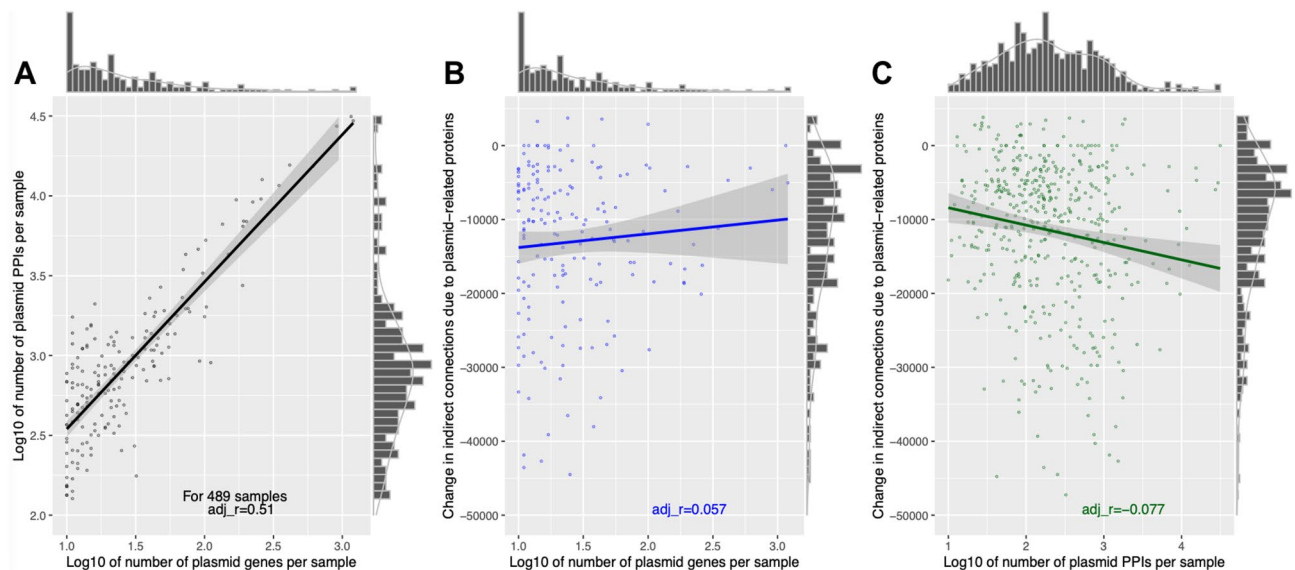 A
B
C
Log10 of number of plasmid PPIs per sample
4.5
4.0
3.5
3.0
2.5
2.0
For 489 samples
adj_r=0.51
1.0
1.5
2.0
2.5
3.0
Log10 of number of plasmid genes per sample
Change in indirect connections due to plasmid-related proteins
0
−10000
−20000
−30000
−40000
−50000
adj_r=0.057
1.0
1.5
2.0
2.5
3.0
Log10 of number of plasmid genes per sample
Change in indirect connections due to plasmid-related proteins
0
−10000
−20000
−30000
−40000
−50000
adj_r=−0.077
1
2
3
4
Log10 of number of plasmid PPIs per sample